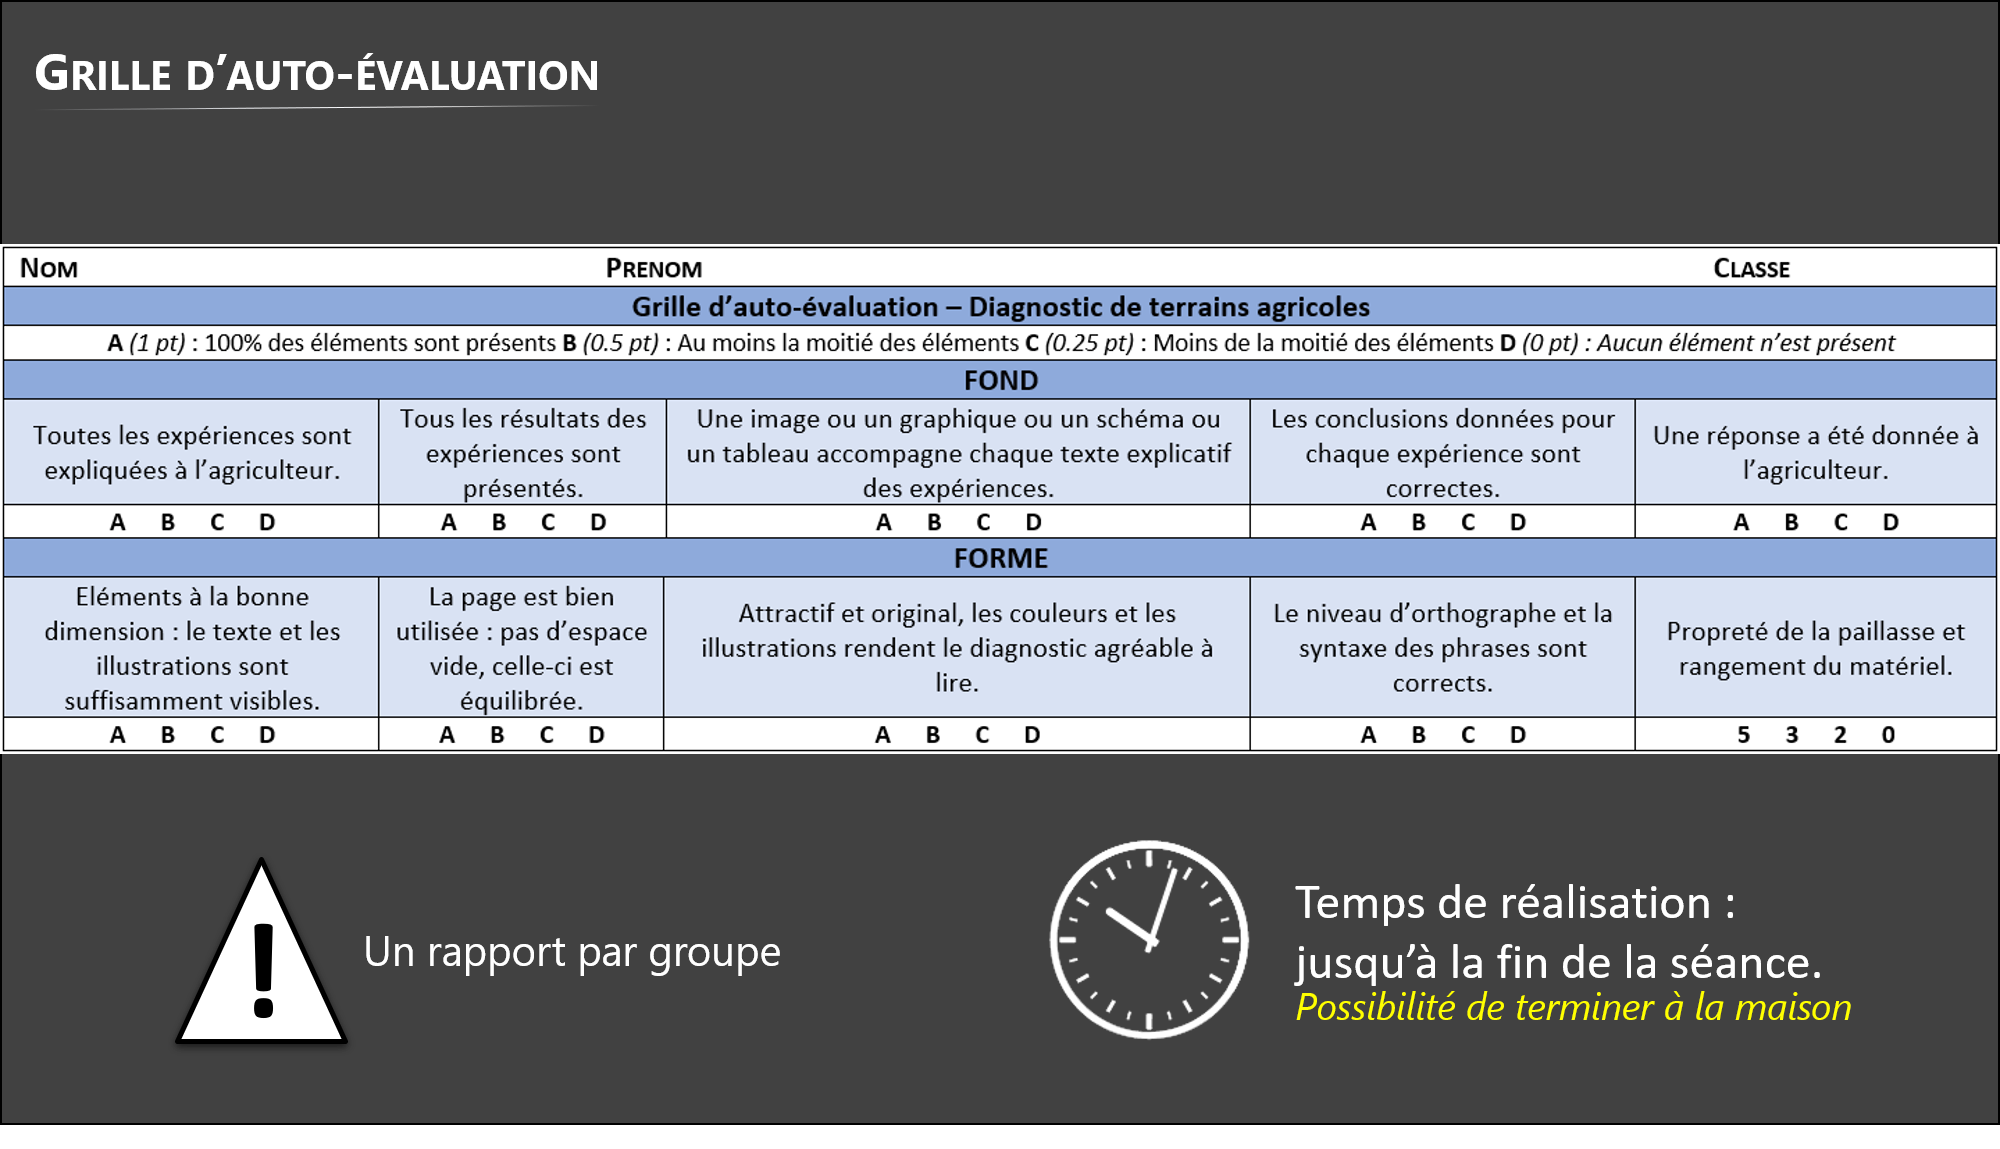 GRILLE D’AUTO-ÉVALUATION
NOM PRENOM CLASSE
Grille d’auto-évaluation – Diagnostic de terrains agricoles
A (1 pt) : 100% des éléments sont présents B (0.5 pt) : Au moins la moitié des éléments C (0.25 pt) : Moins de la moitié des éléments D (0 pt) : Aucun élément n’est présent
FOND
Toutes les expériences sont
expliquées à l’agriculteur.
Tous les résultats des
expériences sont
présentés.
Une image ou un graphique ou un schéma ou
un tableau accompagne chaque texte explicatif
des expériences.
Les conclusions données pour
chaque expérience sont
correctes.
Une réponse a été donnée à
l’agriculteur.
A B C D
A B C D
A B C D
A B C D
A B C D
FORME
Eléments à la bonne
dimension : le texte et les
illustrations sont
suffisamment visibles.
La page est bien
utilisée : pas d’espace
vide, celle-ci est
équilibrée.
Attractif et original, les couleurs et les
illustrations rendent le diagnostic agréable à
lire.
Le niveau d’orthographe et la
syntaxe des phrases sont
corrects.
Propreté de la paillasse et
rangement du matériel.
A B C D
A B C D
A B C D
A B C D
5 3 2 0
!
Un rapport par groupe
Temps de réalisation :
jusqu’à la fin de la séance.
Possibilité de terminer à la maison